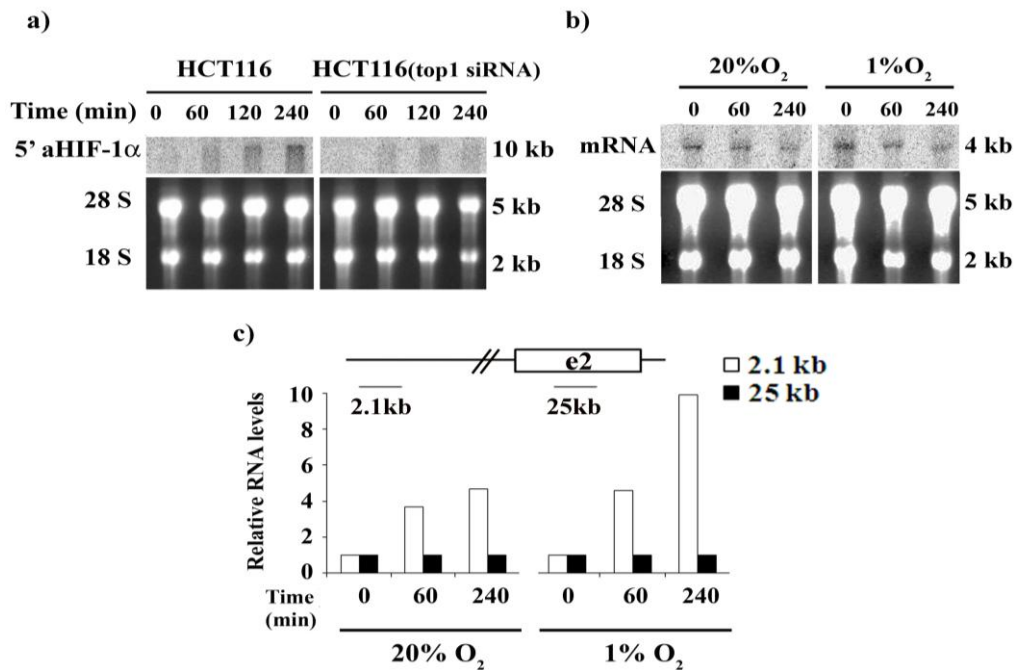 a)
HCT116 HCT116(top1 siRNA)
Time (min) 0 60 120 240 0 60 120 240
5' aHIF-1α 10 kb
28 S 5 kb
18 S 2 kb
b)
20%O2 1%O2
0 60 240 0 60 240
mRNA 4 kb
28 S 5 kb
18 S 2 kb
c)
e2
2.1kb 25kb
2.1 kb
25 kb
Relative RNA levels
10
8
6
4
2
0
Time (min) 0 60 240 0 60 240
20% O2 1% O2